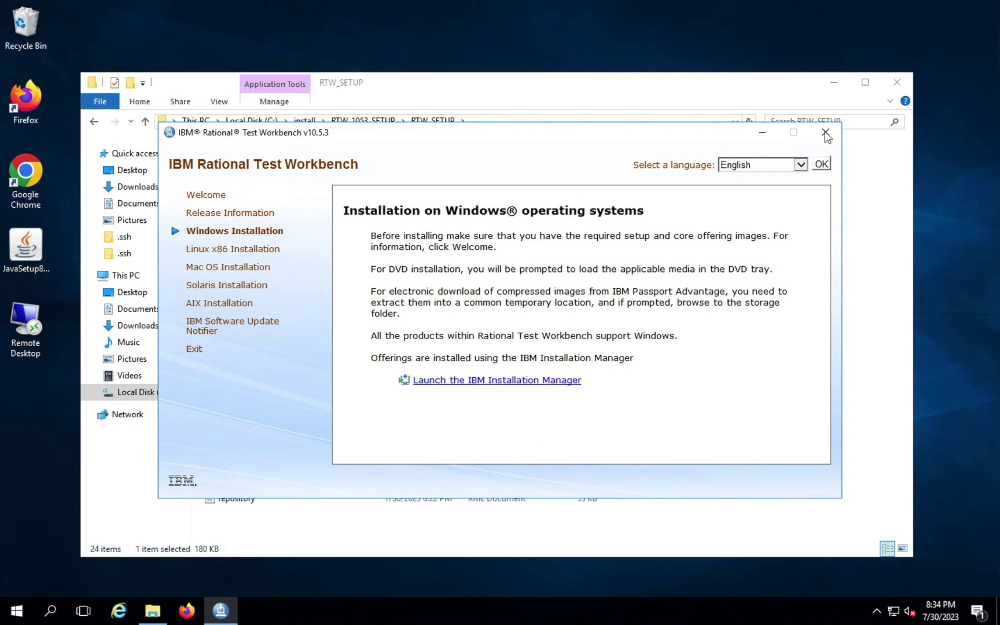 Recycle Bin
Firefox
Google
Chrome
JavaSetup8...
Remote
Desktop
Application Tools
RTW_SETUP
File
Home
Share
View
Manage
This PC
Local Disk (C:)
install
RTW_1053_SETUP
RTW_SETUP
Search RTW_SETUP
Quick access
Desktop
Downloads
Documents
Pictures
.ssh
.ssh
This PC
Desktop
Documents
Downloads
Music
Pictures
Videos
Local Disk (
Network
IBM® Rational® Test Workbench v10.5.3
IBM Rational Test Workbench
Select a language:
English
OK
Welcome
Release Information
Windows Installation
Linux x86 Installation
Mac OS Installation
Solaris Installation
AIX Installation
IBM Software Update
Notifier
Exit
IBM.
Installation on Windows® operating systems
Before installing make sure that you have the required setup and core offering images. For
information, click Welcome.
For DVD installation, you will be prompted to load the applicable media in the DVD tray.
For electronic download of compressed images from IBM Passport Advantage, you need to
extract them into a common temporary location, and if prompted, browse to the storage
folder.
All the products within Rational Test Workbench support Windows.
Offerings are installed using the IBM Installation Manager
Launch the IBM Installation Manager
repository
7/30/2023 8:22 PM
XML Document
24 items
1 item selected 180 KB
8:34 PM
7/30/2023
1